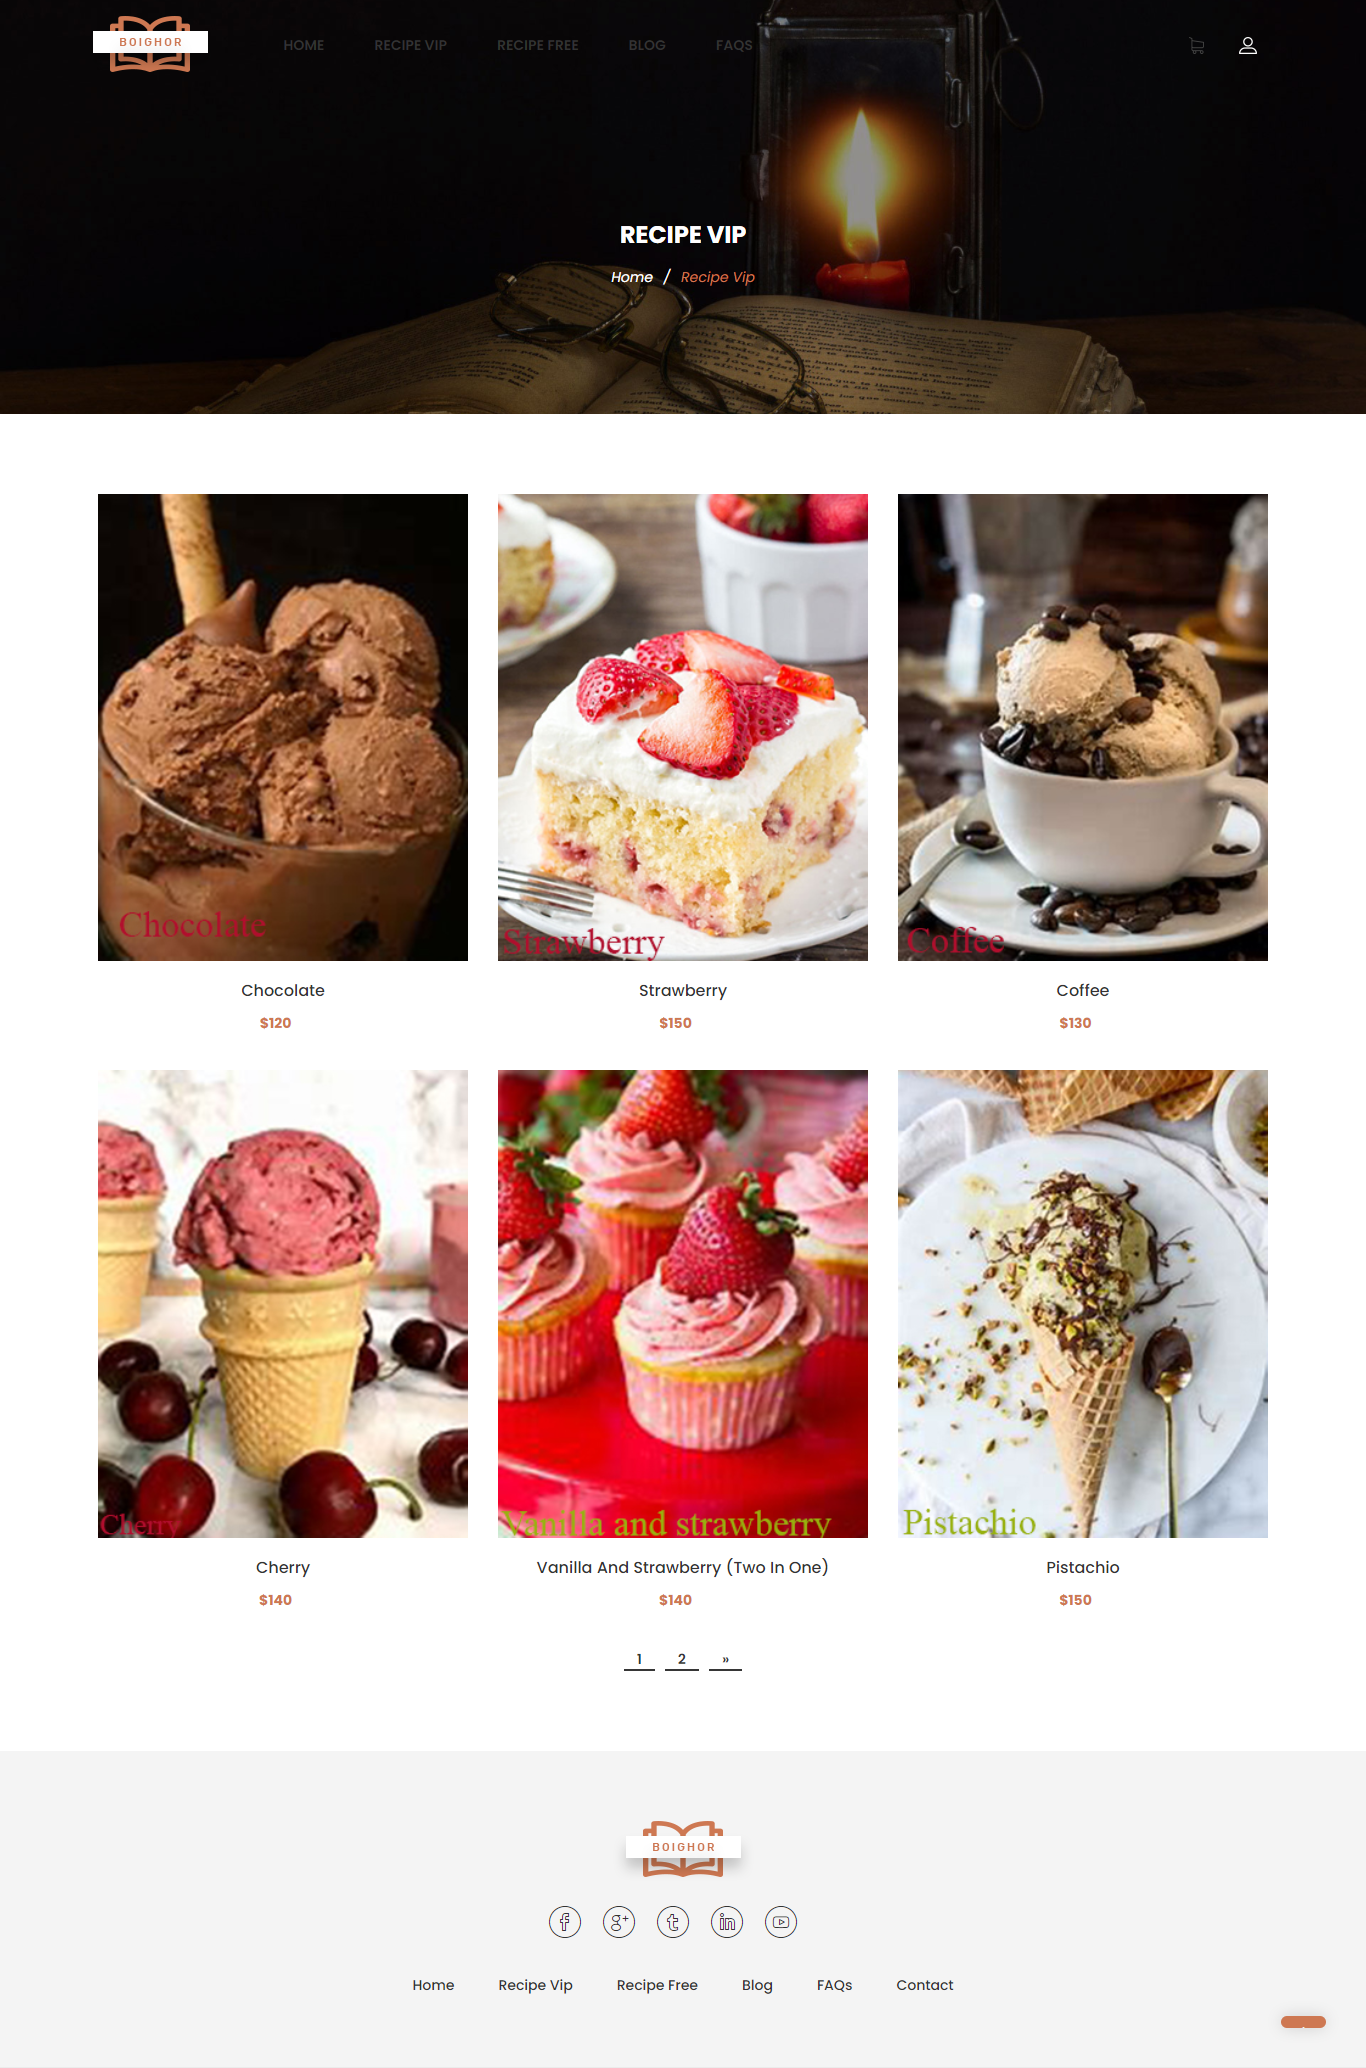 BOIGHOR
HOME RECIPE VIP RECIPE FREE BLOG FAQS
RECIPE VIP
Home / Recipe Vip
Chocolate
Strawberry
Coffee
Chocolate
Strawberry
Coffee
$120
$150
$130
Cherry
Vanilla and strawberry
Pistachio
Cherry
Vanilla And Strawberry (Two In One)
Pistachio
$140
$140
$150
1 2 »
BOIGHOR
Home Recipe Vip Recipe Free Blog FAQs Contact